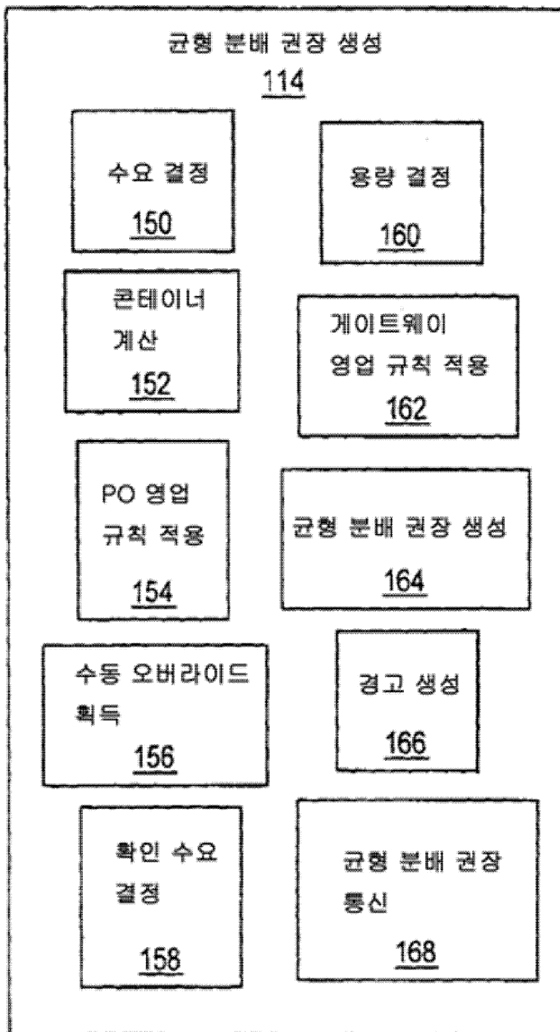 균형 분배 권장 생성
114
수요 결정
150
용량 결정
160
콘테이너
계산
152
게이트웨이
영업 규칙 적용
162
PO 영업
규칙 적용
154
균형 분배 권장 생성
164
수동 오버라이드
획득
156
경고 생성
166
확인 수요
결정
158
균형 분배 권장
통신
168